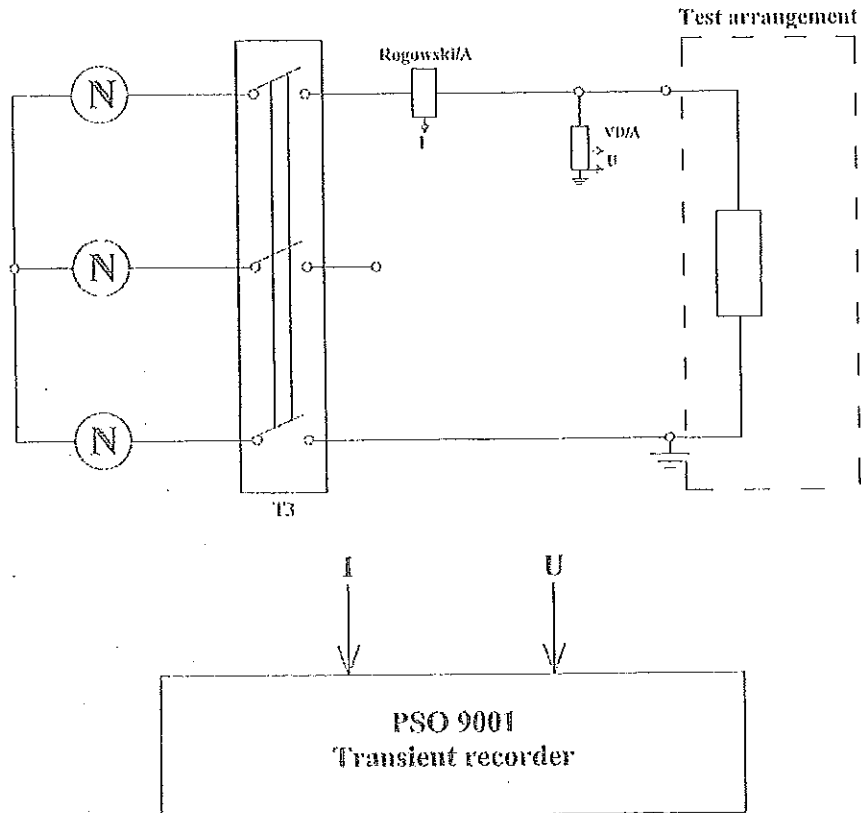 Test arrangement
Rogowski/A
N
I
VD/A
U
N
N
T3
I U
PSO 9001
Transient recorder